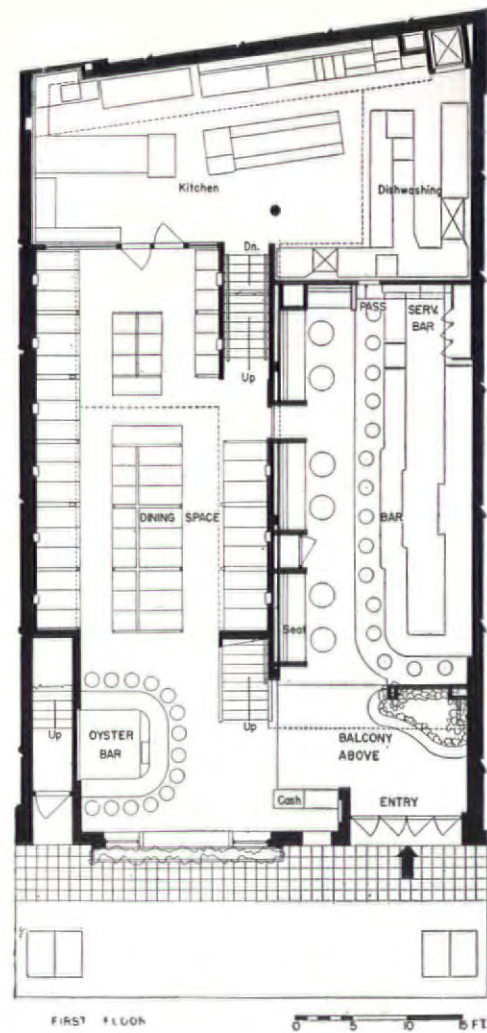 Kitchen
Dishwashing
Dn.
PASS
SERV.
BAR
Up
DINING SPACE
BAR
Seat
Up
Up
OYSTER
BAR
BALCONY
ABOVE
Cash
ENTRY
FIRST FLOOR
0 5 10 15 FT